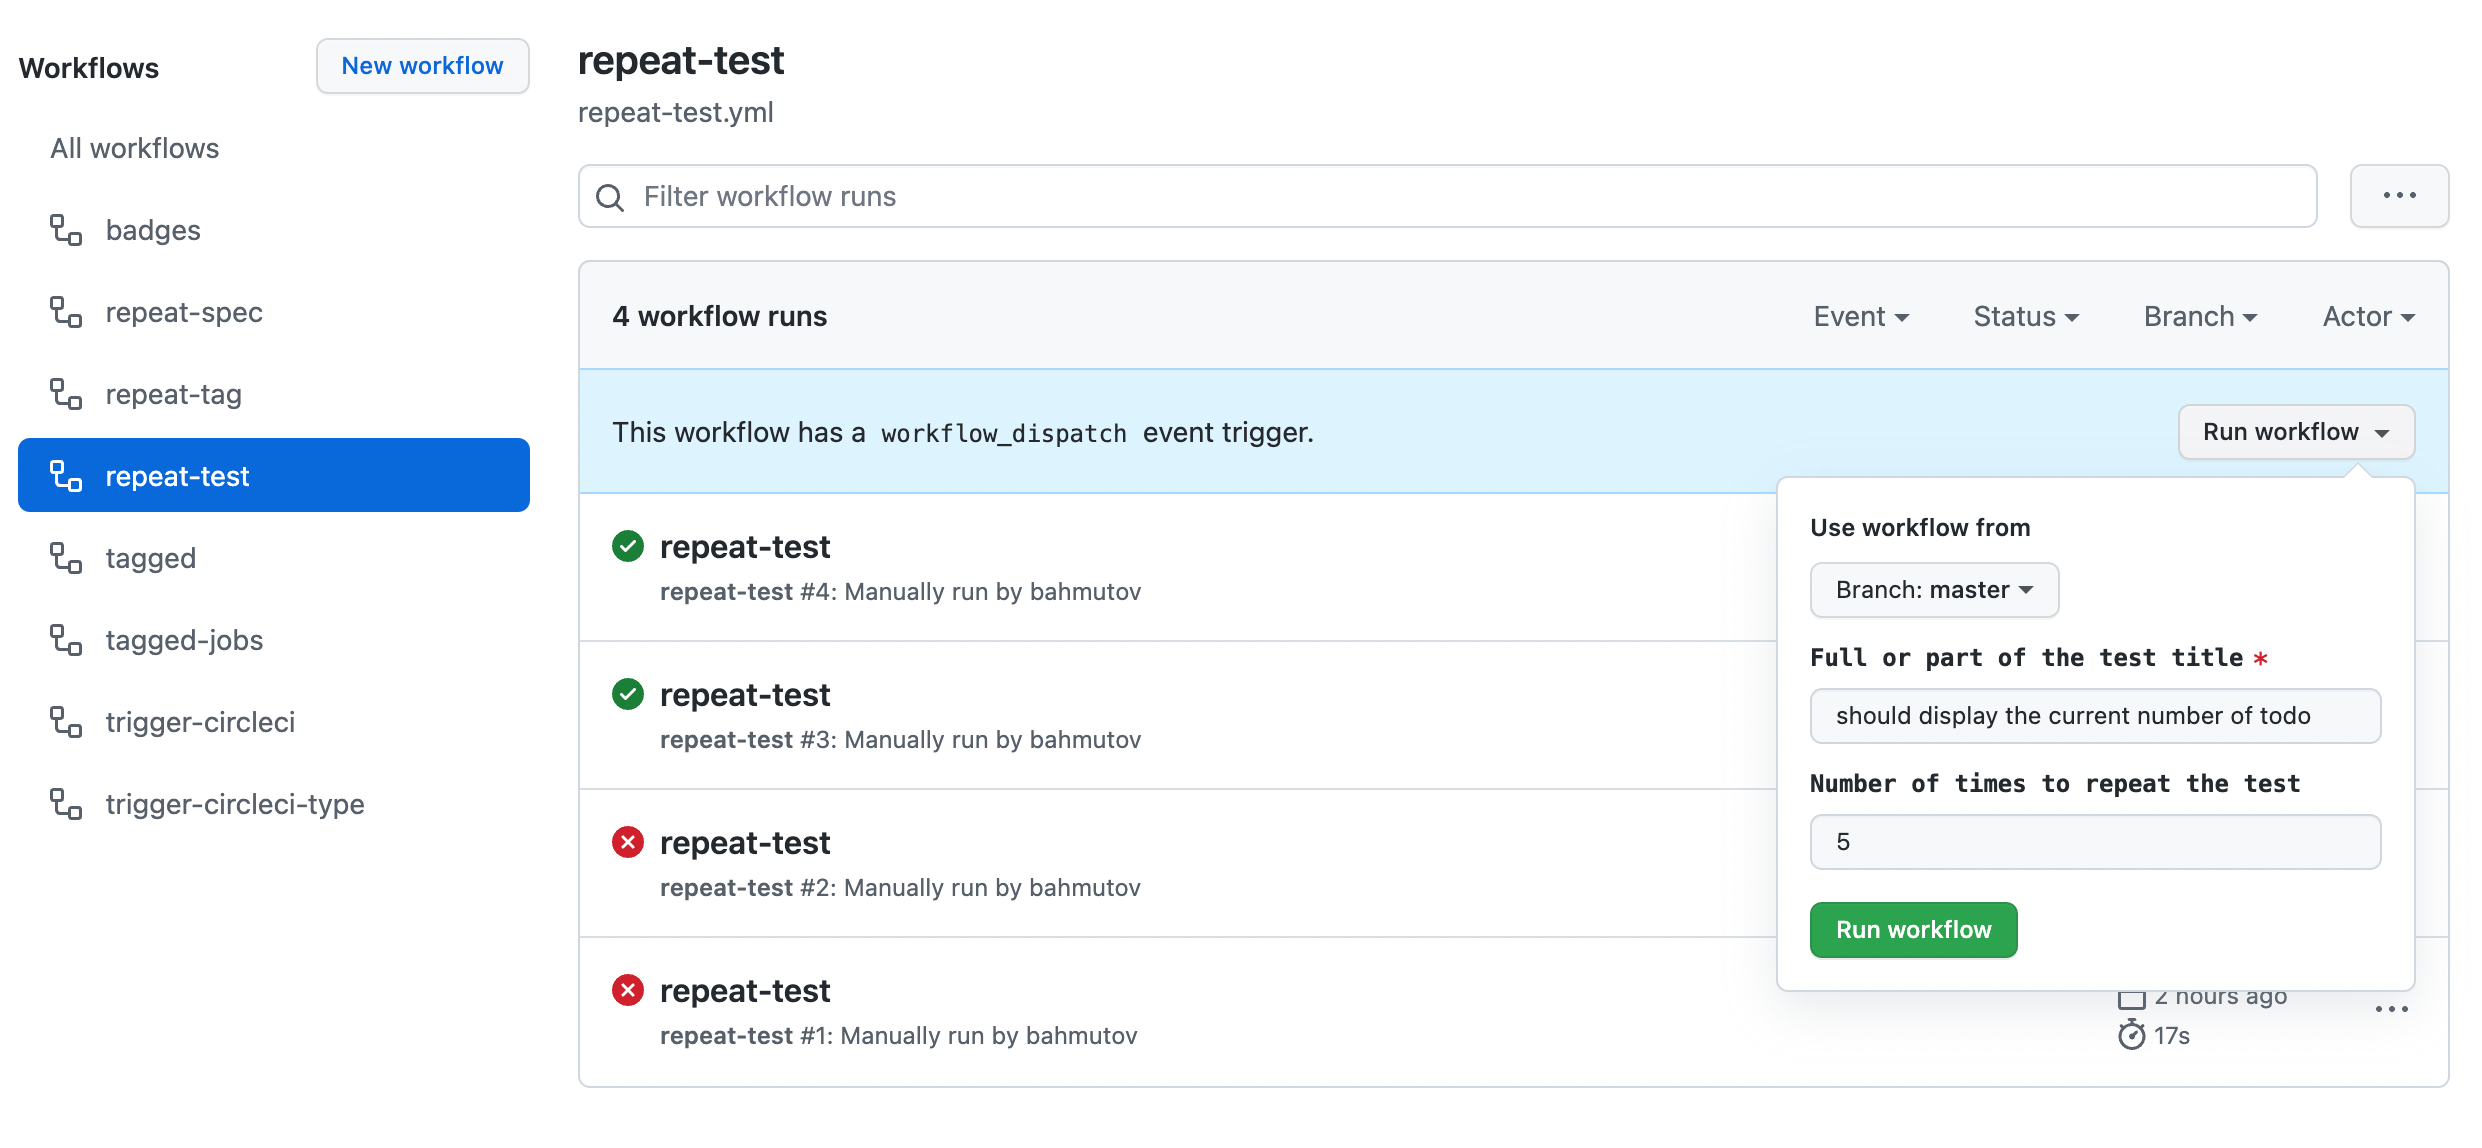 Workflows
New workflow
All workflows
badges
repeat-spec
repeat-tag
repeat-test
tagged
tagged-jobs
trigger-circleci
trigger-circleci-type
repeat-test
repeat-test.yml
Filter workflow runs
4 workflow runs
Event
Status
Branch
Actor
This workflow has a workflow_dispatch event trigger.
Run workflow
repeat-test
repeat-test #4: Manually run by bahmutov
repeat-test
repeat-test #3: Manually run by bahmutov
repeat-test
repeat-test #2: Manually run by bahmutov
repeat-test
repeat-test #1: Manually run by bahmutov
Use workflow from
Branch: master
Full or part of the test title *
should display the current number of todo
Number of times to repeat the test
5
Run workflow
2 hours ago
17s